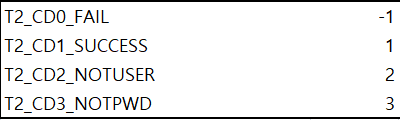 T2_CD0_FAIL -1
T2_CD1_SUCCESS 1
T2_CD2_NOTUSER 2
T2_CD3_NOTPWD 3